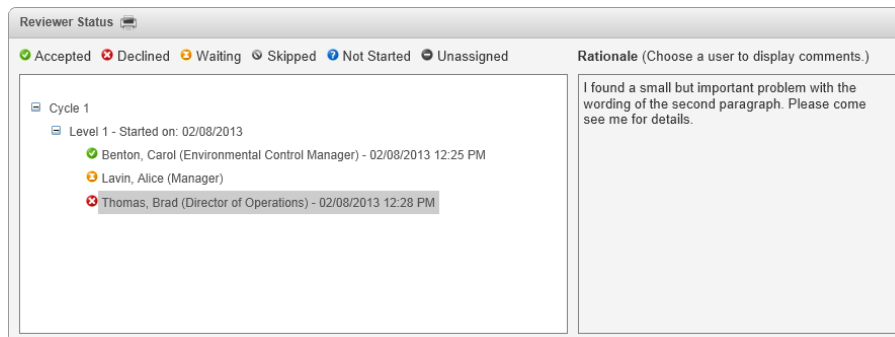 Reviewer Status
Accepted Declined Waiting Skipped Not Started Unassigned
Rationale (Choose a user to display comments.)
Cycle 1
Level 1 - Started on: 02/08/2013
Benton, Carol (Environmental Control Manager) - 02/08/2013 12:25 PM
Lavin, Alice (Manager)
Thomas, Brad (Director of Operations) - 02/08/2013 12:28 PM
I found a small but important problem with the
wording of the second paragraph. Please come
see me for details.